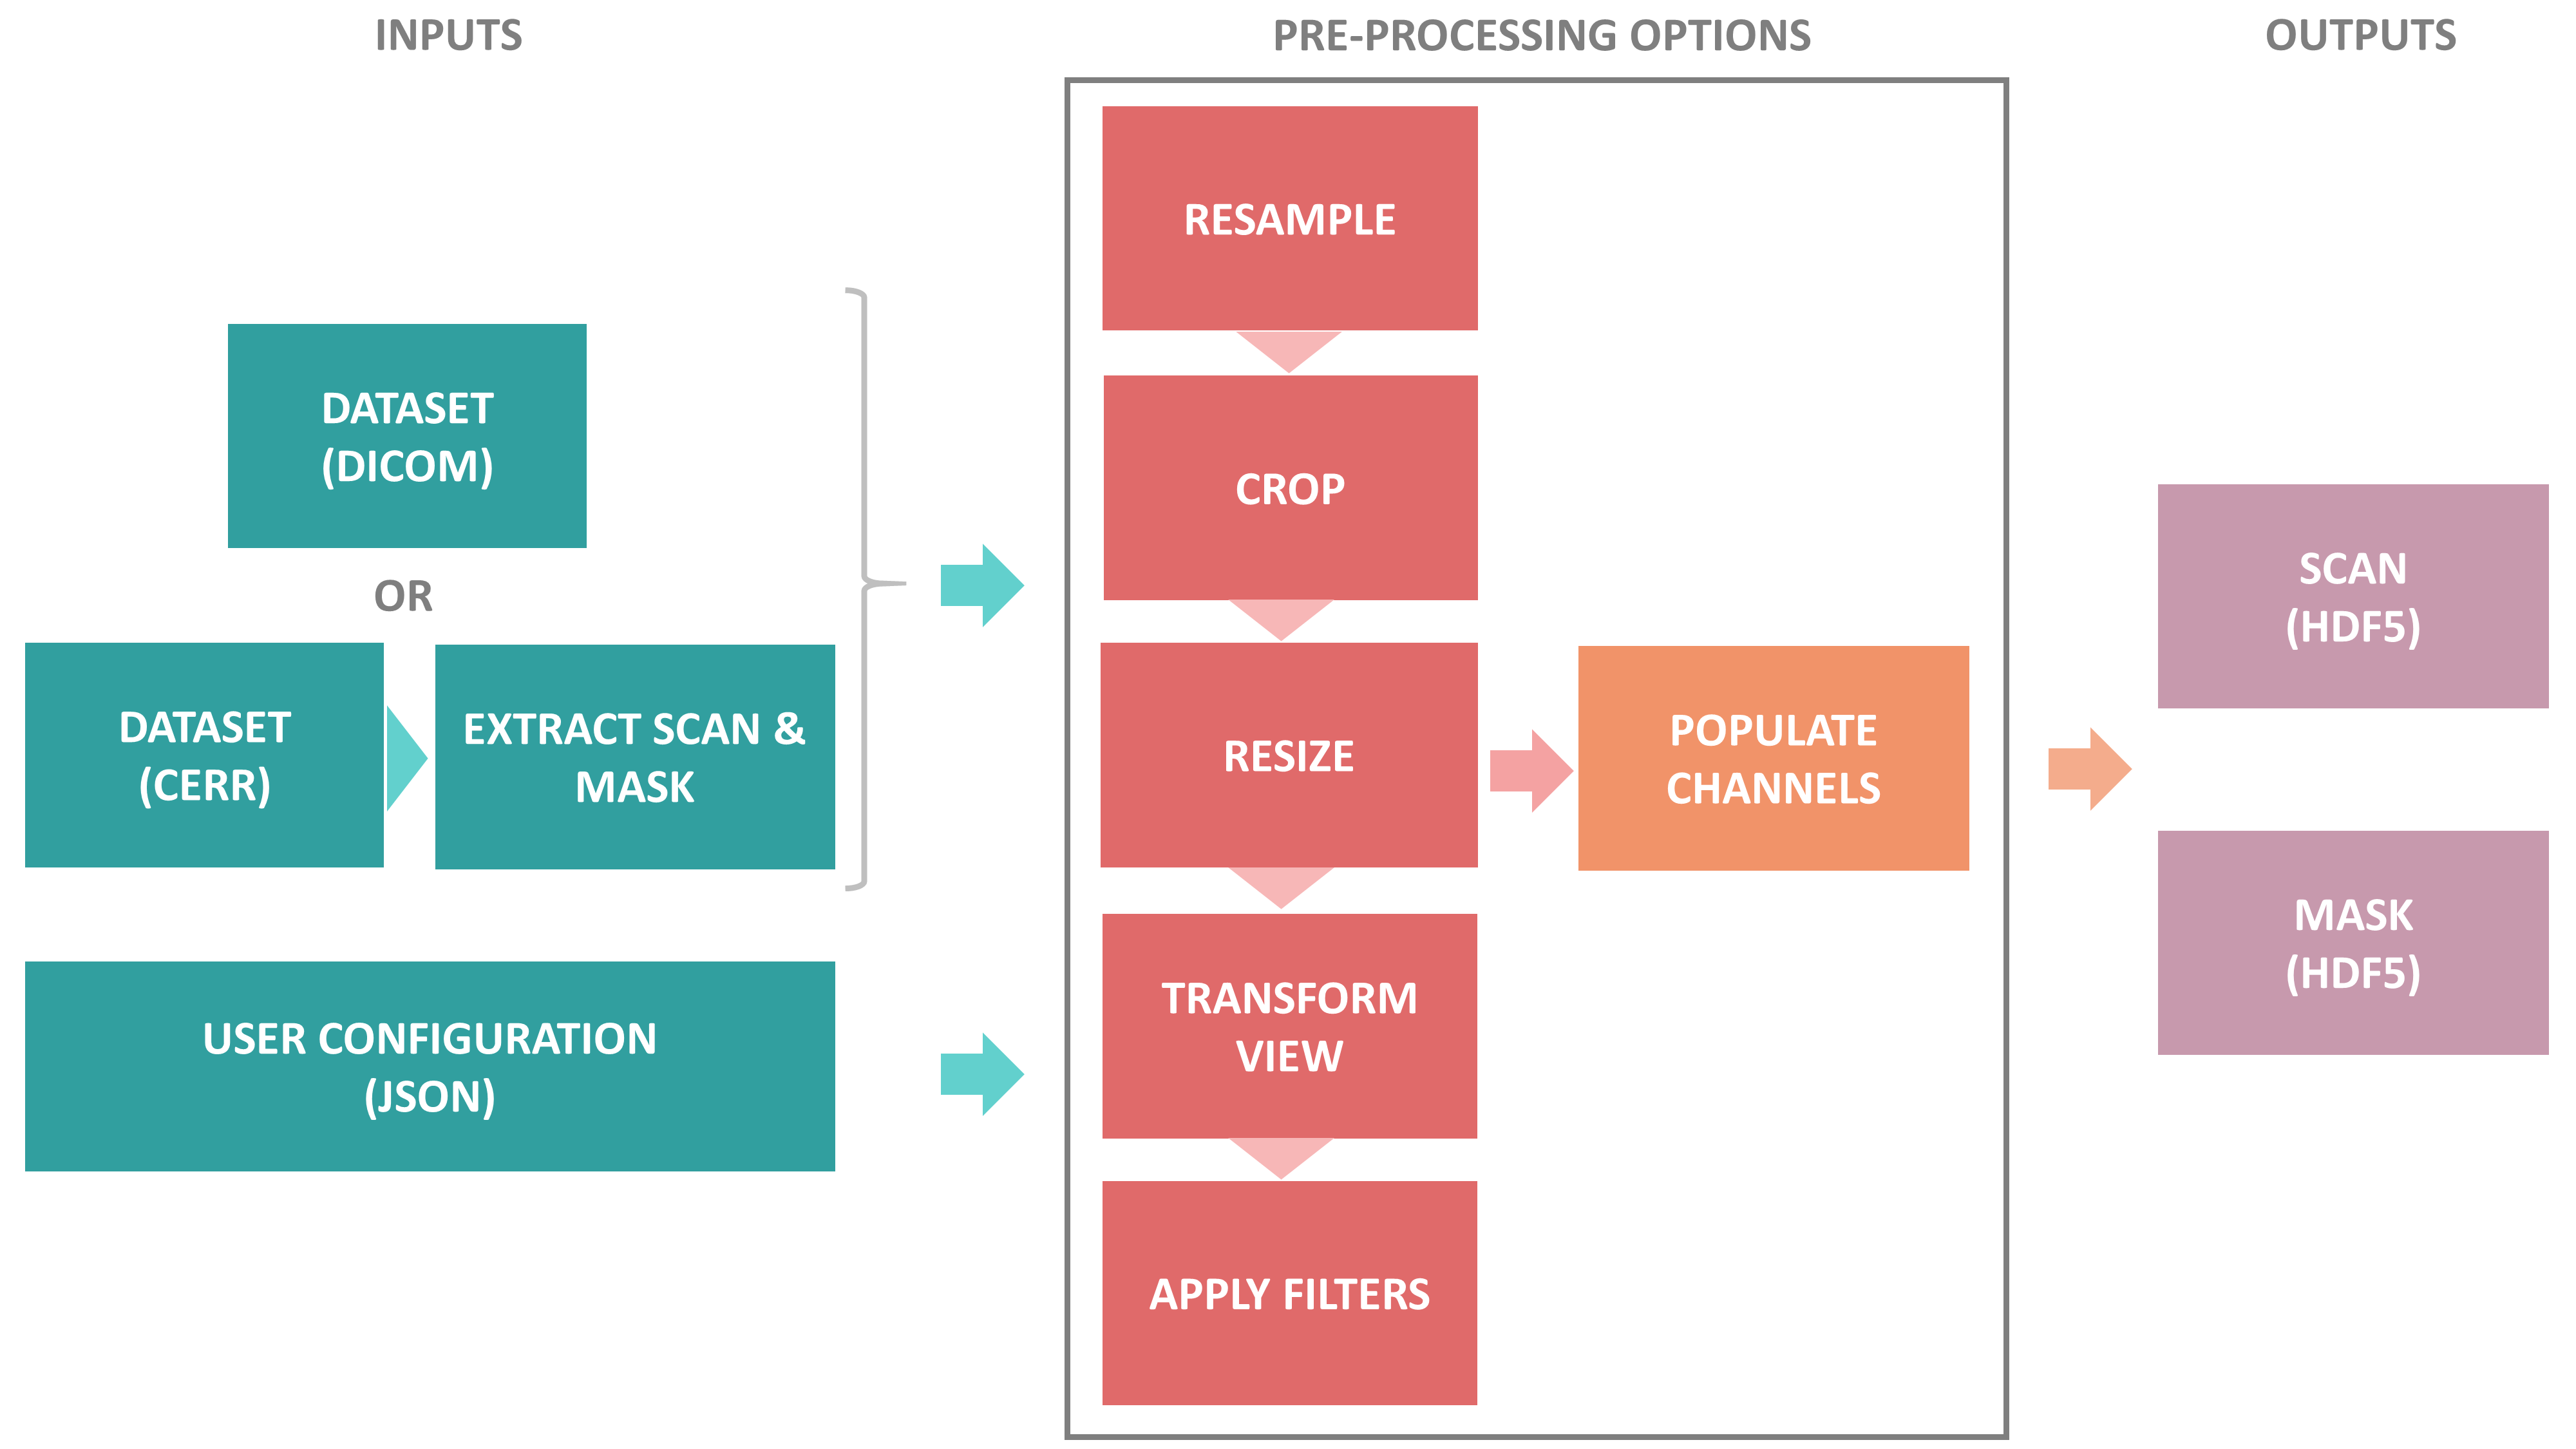 INPUTS
DATASET
(DICOM)
OR
DATASET
(CERR)
EXTRACT SCAN &
MASK
USER CONFIGURATION
(JSON)
PRE-PROCESSING OPTIONS
RESAMPLE
CROP
RESIZE
TRANSFORM
VIEW
APPLY FILTERS
POPULATE
CHANNELS
OUTPUTS
SCAN
(HDF5)
MASK
(HDF5)